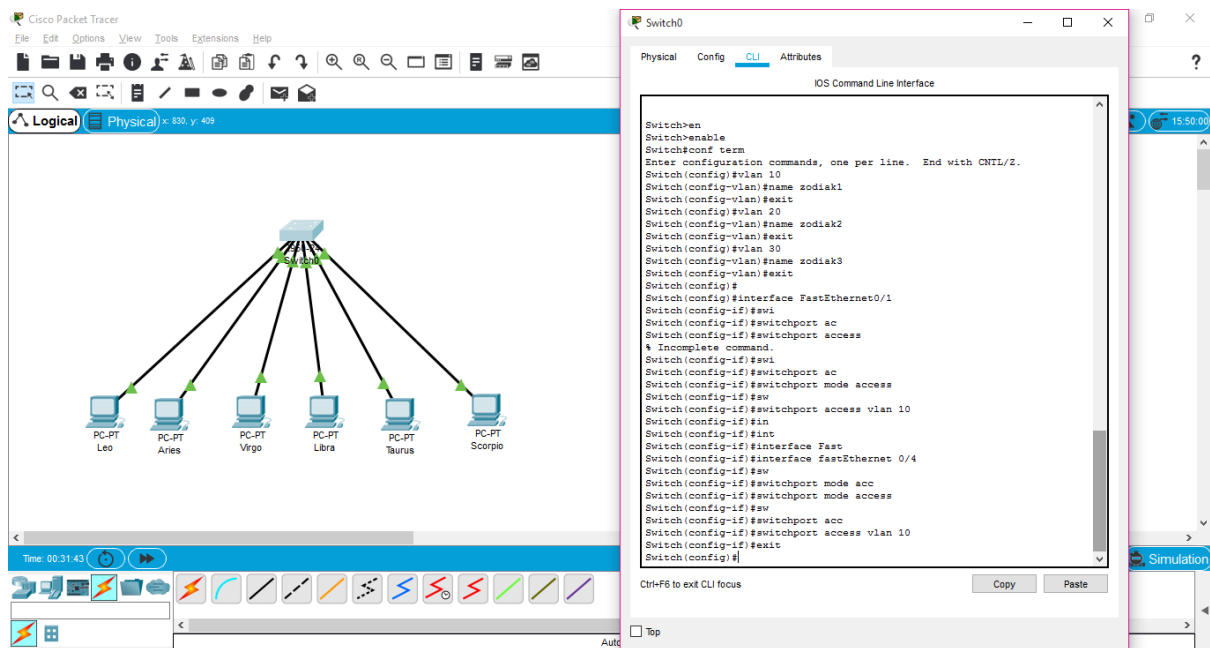 Cisco Packet Tracer
File Edit Options View Tools Extensions Help
?
Logical
Physical
x: 830, y: 409
15:50:00
Switch0
PC-PT
Leo
PC-PT
Aries
PC-PT
Virgo
PC-PT
Libra
PC-PT
Taurus
PC-PT
Scorpio
Time: 00:31:43
Simulation
Switch0
Physical Config CLI Attributes
IOS Command Line Interface
Switch>en
Switch>enable
Switch#conf term
Enter configuration commands, one per line. End with CNTL/Z.
Switch(config)#vlan 10
Switch(config-vlan)#name zodiak1
Switch(config-vlan)#exit
Switch(config)#vlan 20
Switch(config-vlan)#name zodiak2
Switch(config-vlan)#exit
Switch(config)#vlan 30
Switch(config-vlan)#name zodiak3
Switch(config-vlan)#exit
Switch(config)#
Switch(config)#interface FastEthernet0/1
Switch(config-if)#swi
Switch(config-if)#switchport ac
Switch(config-if)#switchport access
% Incomplete command.
Switch(config-if)#swi
Switch(config-if)#switchport ac
Switch(config-if)#switchport mode access
Switch(config-if)#sw
Switch(config-if)#switchport access vlan 10
Switch(config-if)#in
Switch(config-if)#int
Switch(config-if)#interface Fast
Switch(config-if)#interface fastEthernet 0/4
Switch(config-if)#sw
Switch(config-if)#switchport mode acc
Switch(config-if)#switchport mode access
Switch(config-if)#sw
Switch(config-if)#switchport acc
Switch(config-if)#switchport access vlan 10
Switch(config-if)#exit
Switch(config)#
Ctrl+F6 to exit CLI focus
Copy
Paste
Top